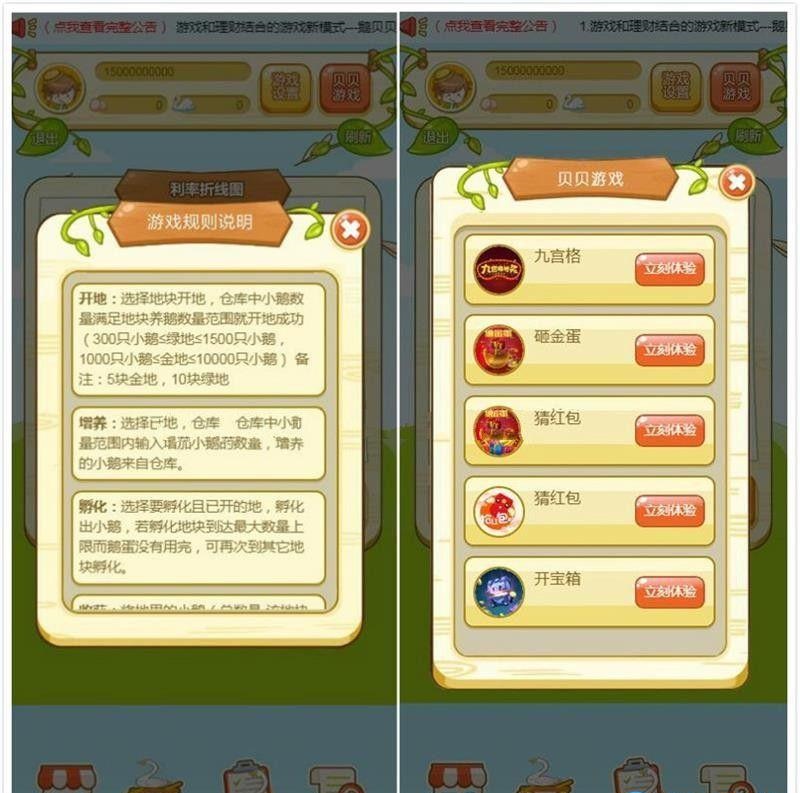 （点我查看完整公告） 游戏和理财结合的游戏新模式---鹅贝贝
15000000000
0
0
游戏
设置
贝贝
游戏
退出
刷新
利率折线图
游戏规则说明
开地：选择地块开地，仓库中小鹅数
量满足地块养鹅数量范围就开地成功
（300只小鹅≤绿地≤1500只小鹅，
1000只小鹅≤金地≤10000只小鹅） 备
注：5块金地，10块绿地
增养：选择 地，仓库 仓库中小
量范围内输入 小鹅的数量，增养
的小鹅来自仓库。
孵化：选择要孵化且已开的地，孵化
出小鹅，若孵化地块到达最大数量上
限而鹅蛋没有用完，可再次到其它地
块孵化。
（点我查看完整公告） 1.游戏和理财结合的游戏新模式---鹅
15000000000
0
0
游戏
设置
贝贝
游戏
退出
刷新
贝贝游戏
九宫格
立刻体验
砸金蛋
立刻体验
猜红包
立刻体验
猜红包
立刻体验
开宝箱
立刻体验